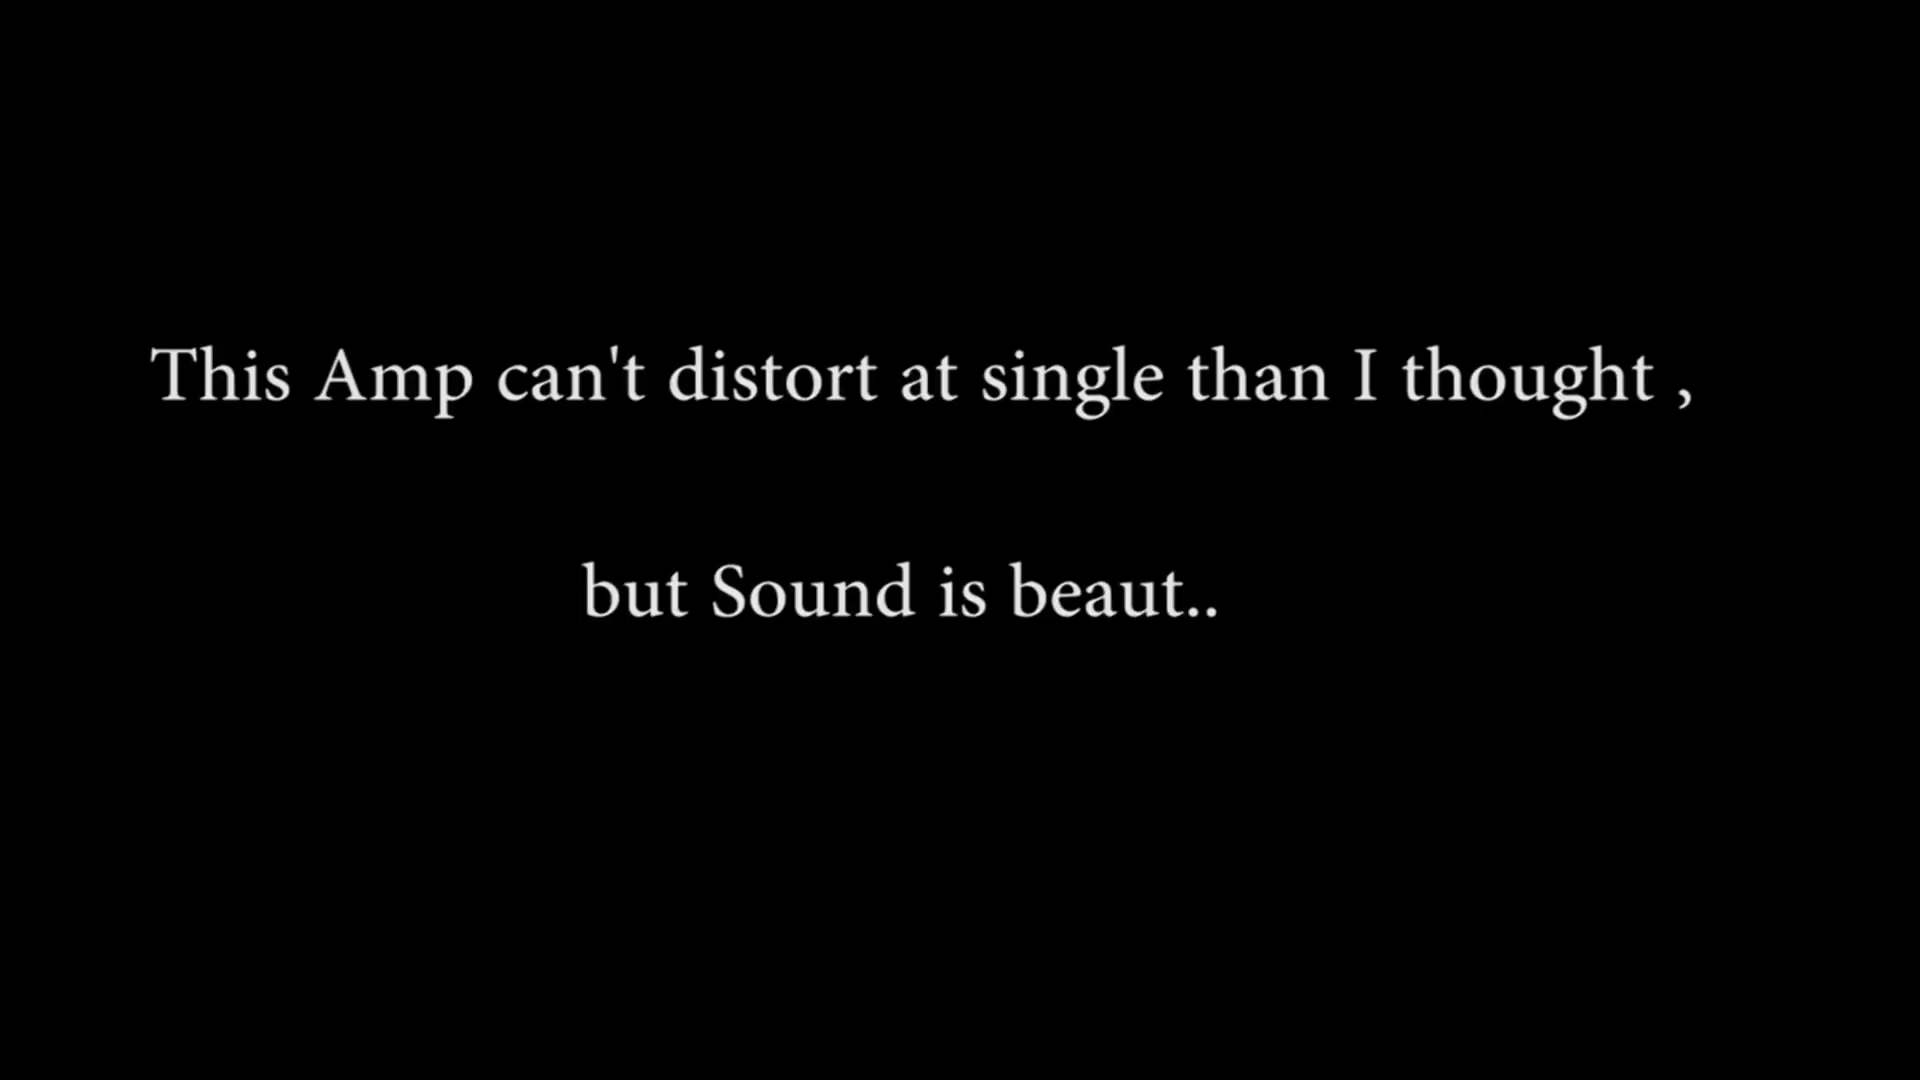 This Amp can't distort at single than I thought ,
but Sound is beaut..